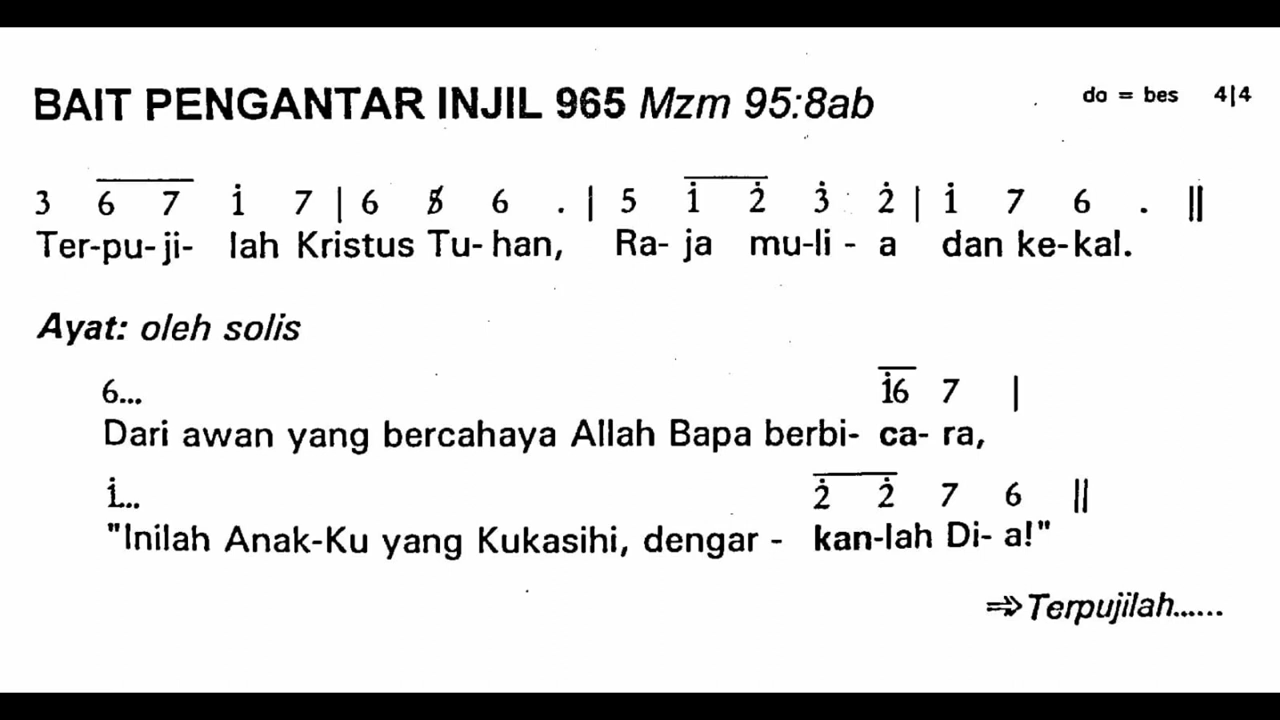 BAIT PENGANTAR INJIL 965 Mzm 95:8ab do = bes 4|4
3 6̅ 7̅ 1̇ 7 | 6 5̸ 6 . | 5 1̇̅ 2̇̅ 3̇ 2̇ | 1̇ 7 6 . ||
Ter-pu-ji- lah Kristus Tu-han, Ra- ja mu-li - a dan ke-kal.
Ayat: oleh solis
6... 1̇̅6̅ 7 |
Dari awan yang bercahaya Allah Bapa berbi- ca- ra,
1̇... 2̇̅ 2̇̅ 7 6 ||
"Inilah Anak-Ku yang Kukasihi, dengar - kan-lah Di- a!"
⇒ Terpujilah......